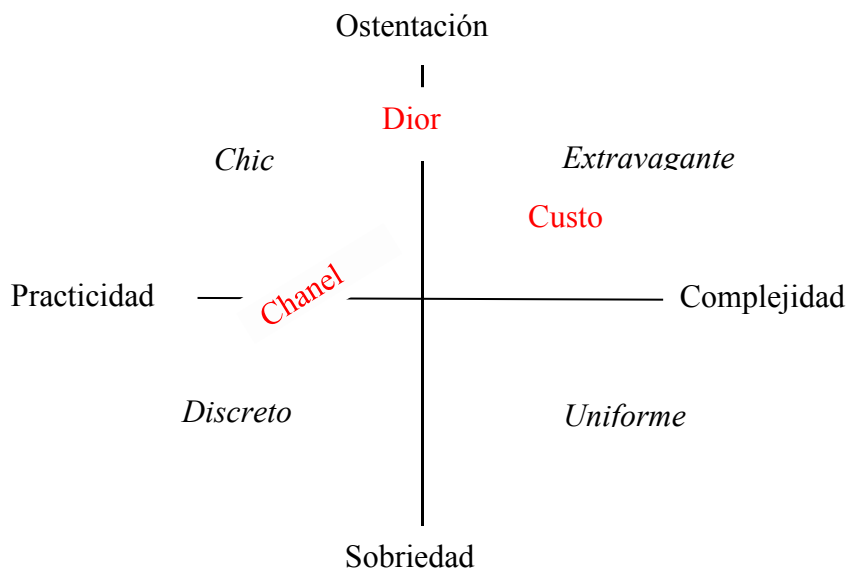 Ostentación
Dior
Chic
Extravagante
Custo
Chanel
Practicidad
Complejidad
Discreto
Uniforme
Sobriedad